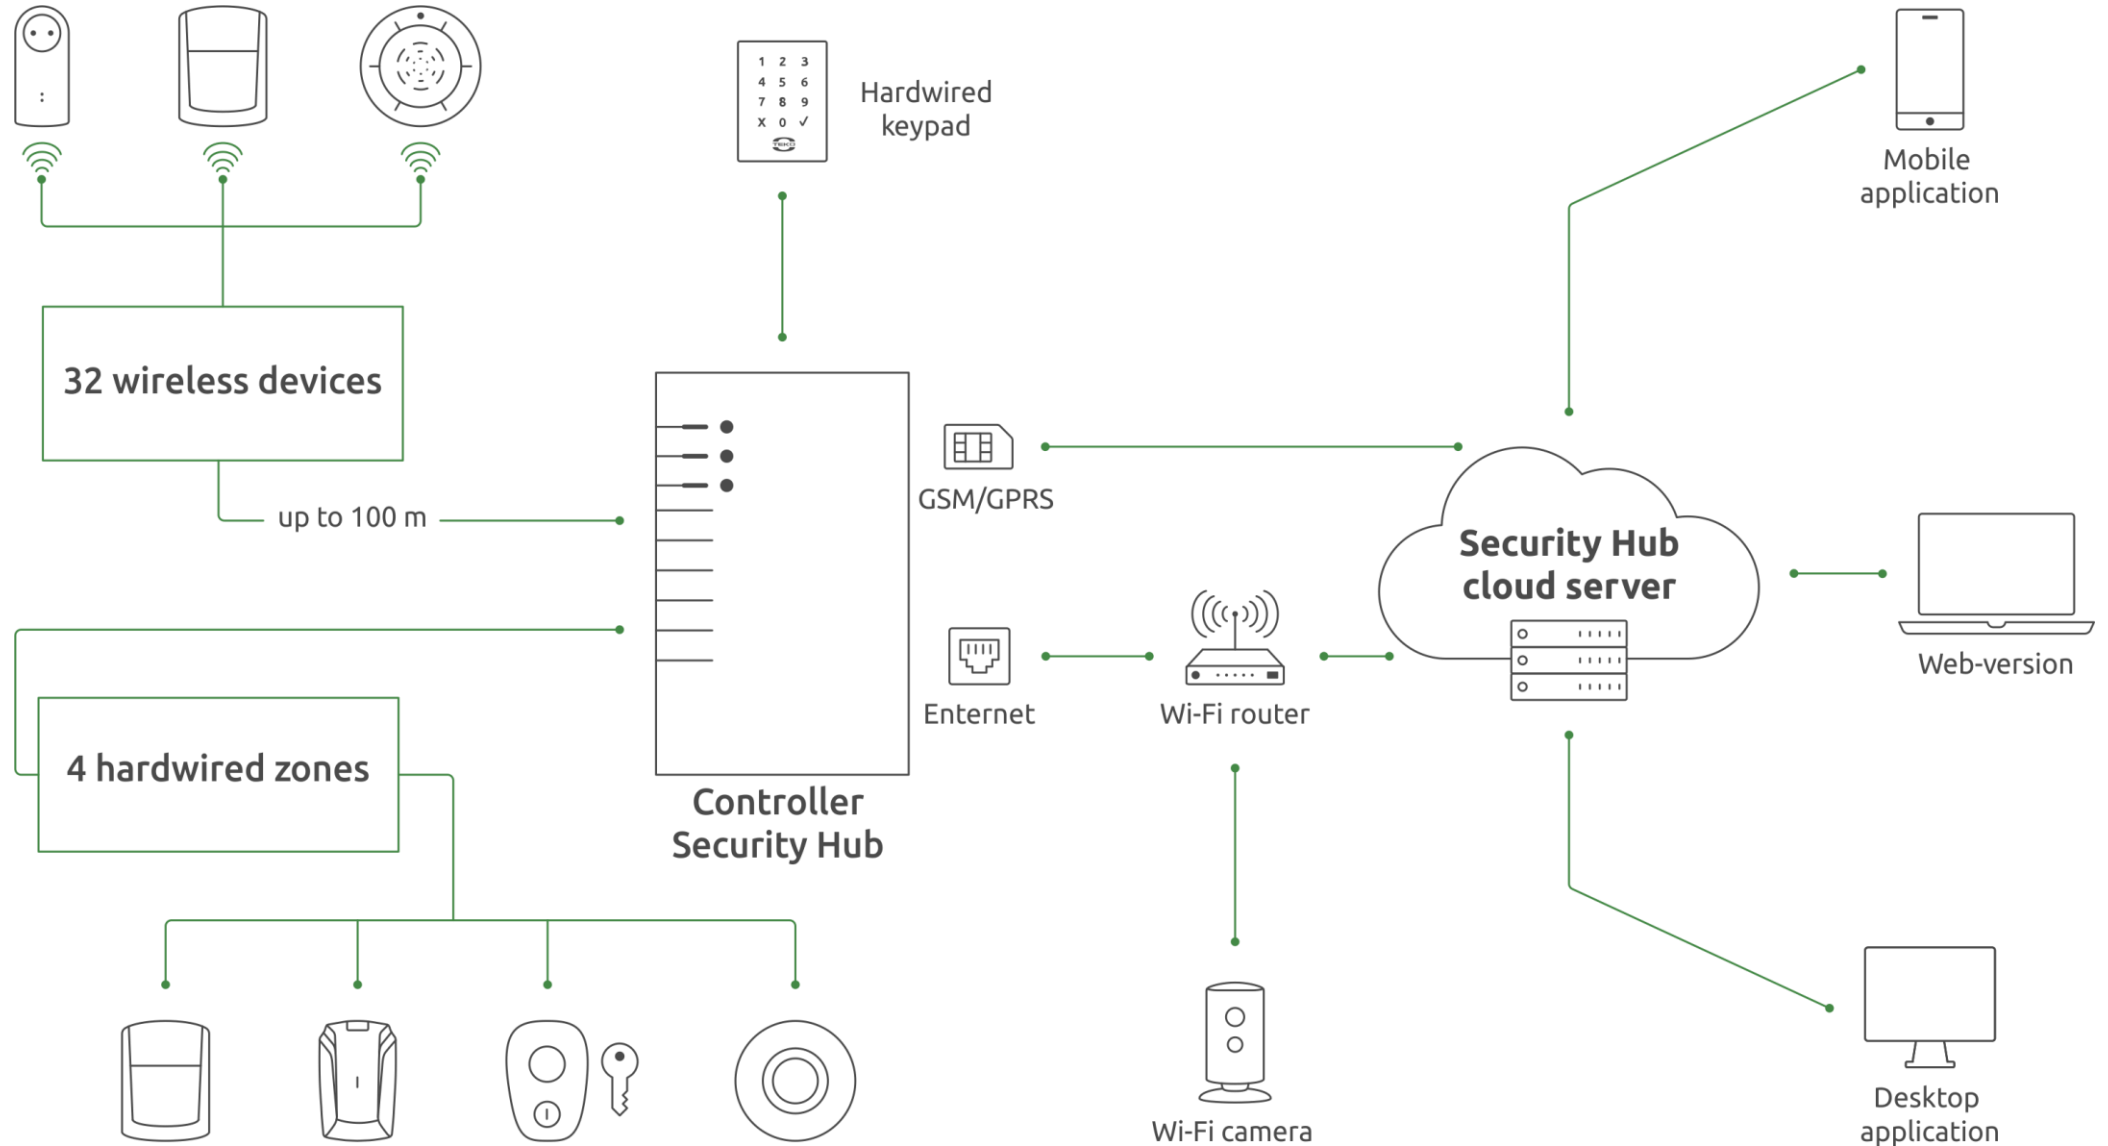 1 2 3
4 5 6
7 8 9
X 0 ✓
TEKO
Hardwired
keypad
Mobile
application
32 wireless devices
up to 100 m
GSM/GPRS
Security Hub
cloud server
Web-version
Enternet
Wi-Fi router
4 hardwired zones
Controller
Security Hub
Wi-Fi camera
Desktop
application